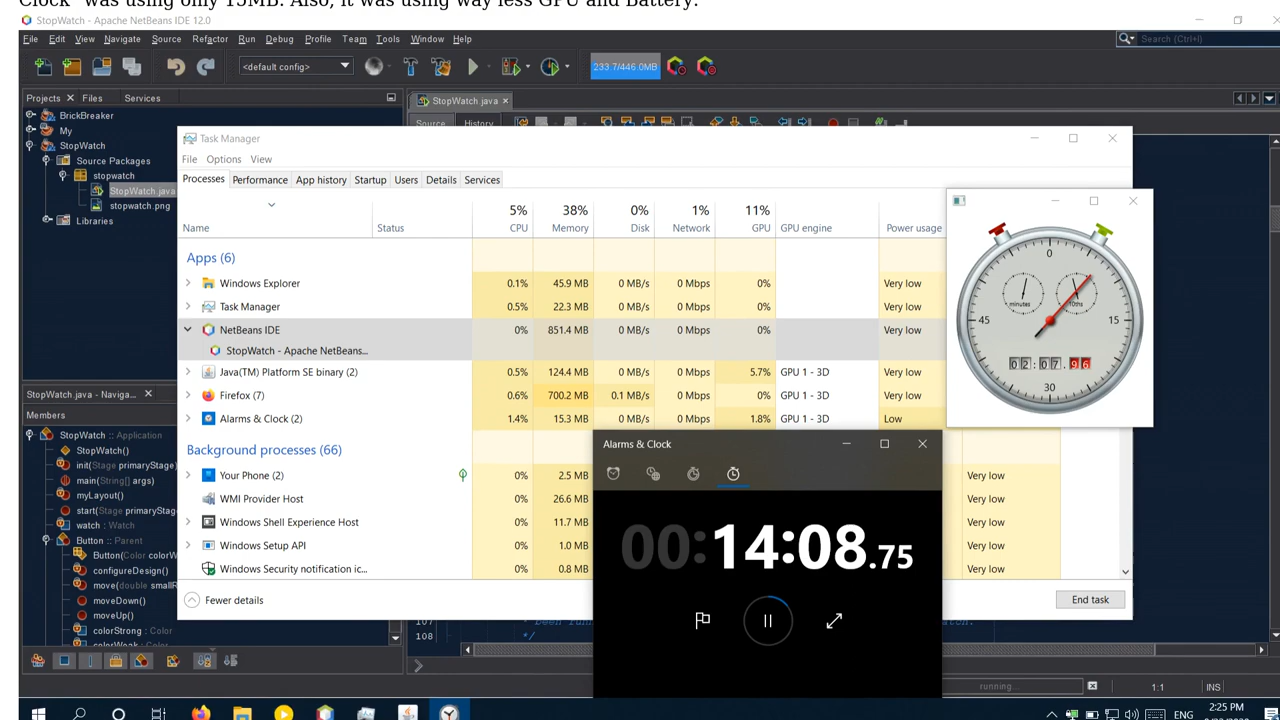 Clock" was using only 15MB. Also, it was using way less GPU and Battery.
StopWatch - Apache NetBeans IDE 12.0
File Edit View Navigate Source Refactor Run Debug Profile Team Tools Window Help
Search (Ctrl+I)
<default config>
233.7/446.0MB
Projects Files Services
StopWatch.java
BrickBreaker
Source History
My
StopWatch
Source Packages
stopwatch
StopWatch.java
stopwatch.png
Libraries
Task Manager
File Options View
Processes Performance App history Startup Users Details Services
5% 38% 0% 1% 11%
Name Status CPU Memory Disk Network GPU GPU engine Power usage
Apps (6)
Windows Explorer 0.1% 45.9 MB 0 MB/s 0 Mbps 0% Very low
Task Manager 0.5% 22.3 MB 0 MB/s 0 Mbps 0% Very low
NetBeans IDE 0% 851.4 MB 0 MB/s 0 Mbps 0% Very low
StopWatch - Apache NetBeans...
Java(TM) Platform SE binary (2) 0.5% 124.4 MB 0 MB/s 0 Mbps 5.7% GPU 1 - 3D Very low
Firefox (7) 0.6% 700.2 MB 0.1 MB/s 0 Mbps 0% GPU 1 - 3D Very low
Alarms & Clock (2) 1.4% 15.3 MB 0 MB/s 0 Mbps 1.8% GPU 1 - 3D Low
Background processes (66)
Your Phone (2) 0% 2.5 MB Very low
WMI Provider Host 0% 26.6 MB Very low
Windows Shell Experience Host 0% 11.7 MB Very low
Windows Setup API 0% 1.0 MB Very low
Windows Security notification ic... 0% 0.8 MB Very low
Fewer details
End task
0
minutes 10ths
45 15
02:07.96
30
Alarms & Clock
00:14:08.75
StopWatch.java - Naviga...
Members
StopWatch :: Application
StopWatch()
init(Stage primaryStage)
main(String[] args)
myLayout()
start(Stage primaryStag
watch : Watch
Button :: Parent
Button(Color colorW
configureDesign()
move(double smallR
moveDown()
moveUp()
colorStrong : Color
colorWeak : Color
107
108 */
running...
1:1 INS
ENG
2:25 PM